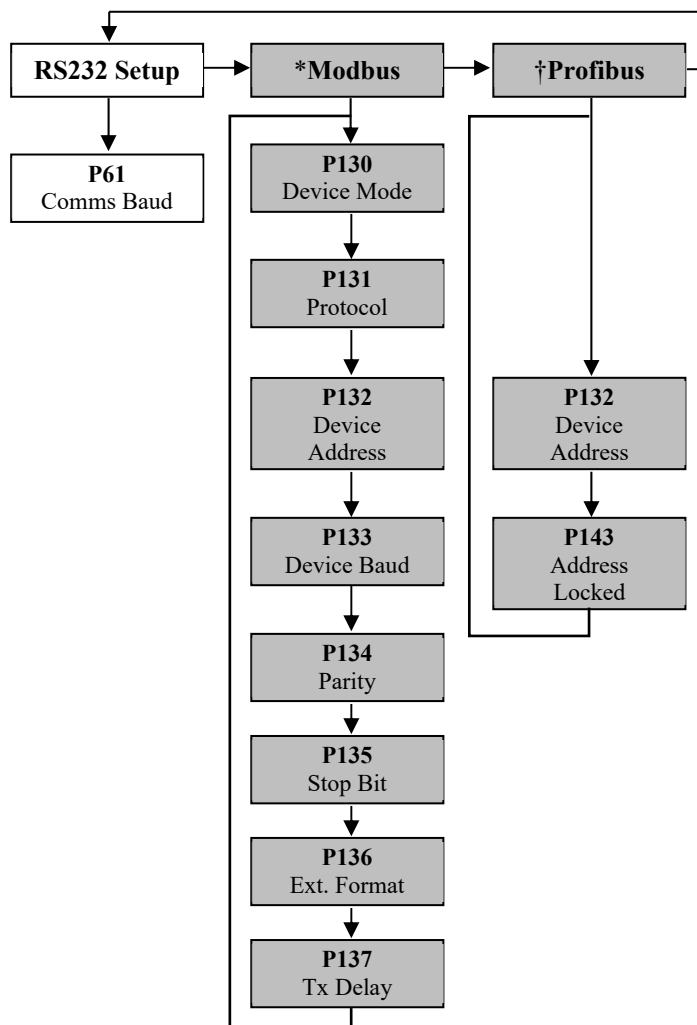 RS232 Setup
*Modbus
†Profibus
P61
Comms Baud
P130
Device Mode
P131
Protocol
P132
Device
Address
P132
Device
Address
P133
Device Baud
P143
Address
Locked
P134
Parity
P135
Stop Bit
P136
Ext. Format
P137
Tx Delay